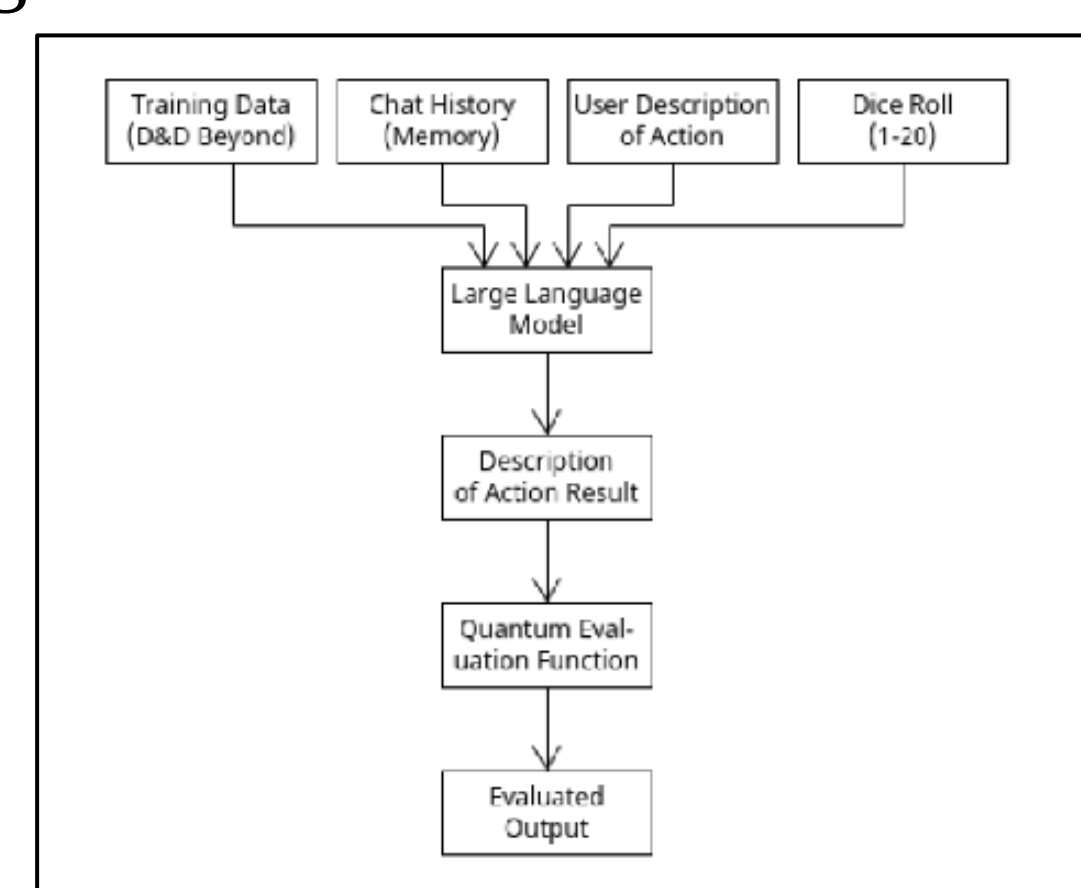 Training Data
(D&D Beyond)
Chat History
(Memory)
User Description
of Action
Dice Roll
(1-20)
Large Language
Model
Description
of Action Result
Quantum Eval-
uation Function
Evaluated
Output